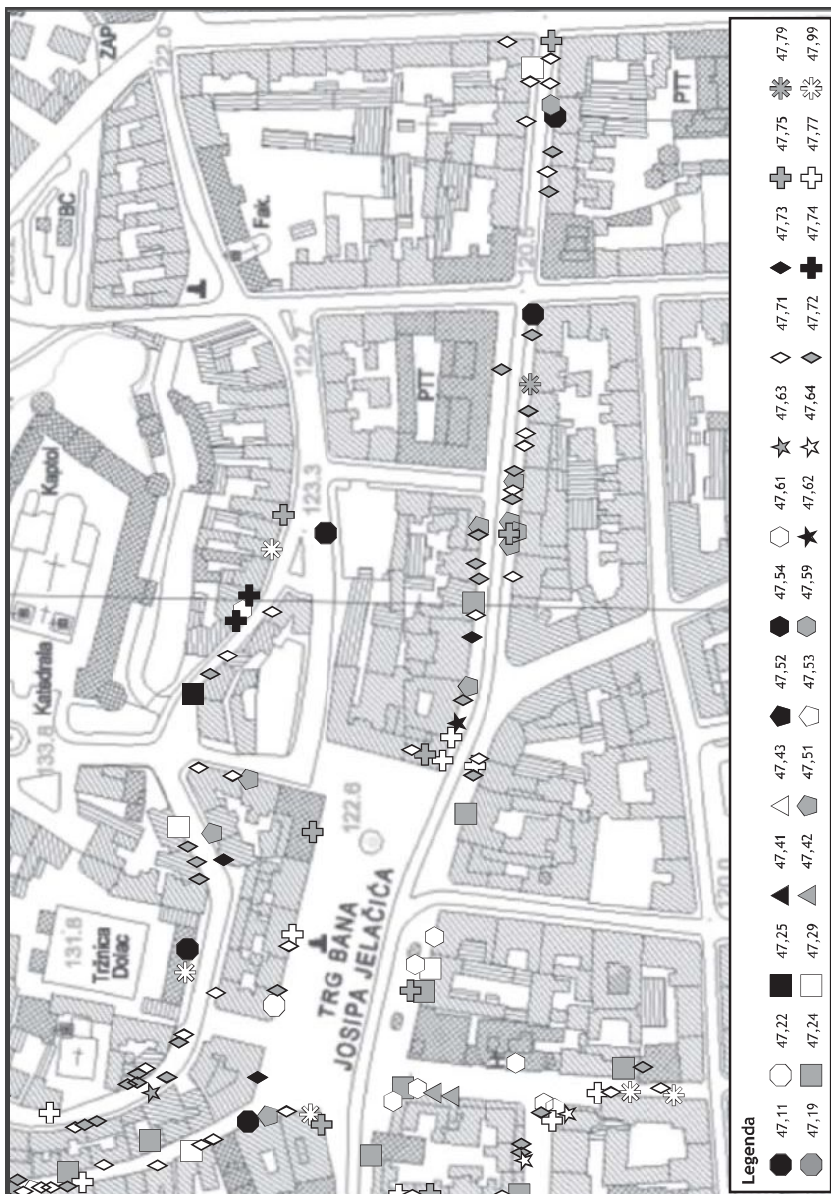 ZAP
122.0
BC
Kaptol
Katedrala
133.8
Fak.
122.7
123.3
PTT
PTT
131.8
Tržnica
Dolac
122.6
TRG BANA
JOSIPA JELAČIĆA
H
120.0
Legenda
47,11 47,22 47,25 47,41 47,43 47,52 47,54 47,61 47,63 47,71 47,73 47,75 47,79
47,19 47,24 47,29 47,42 47,51 47,53 47,59 47,62 47,64 47,72 47,74 47,77 47,99